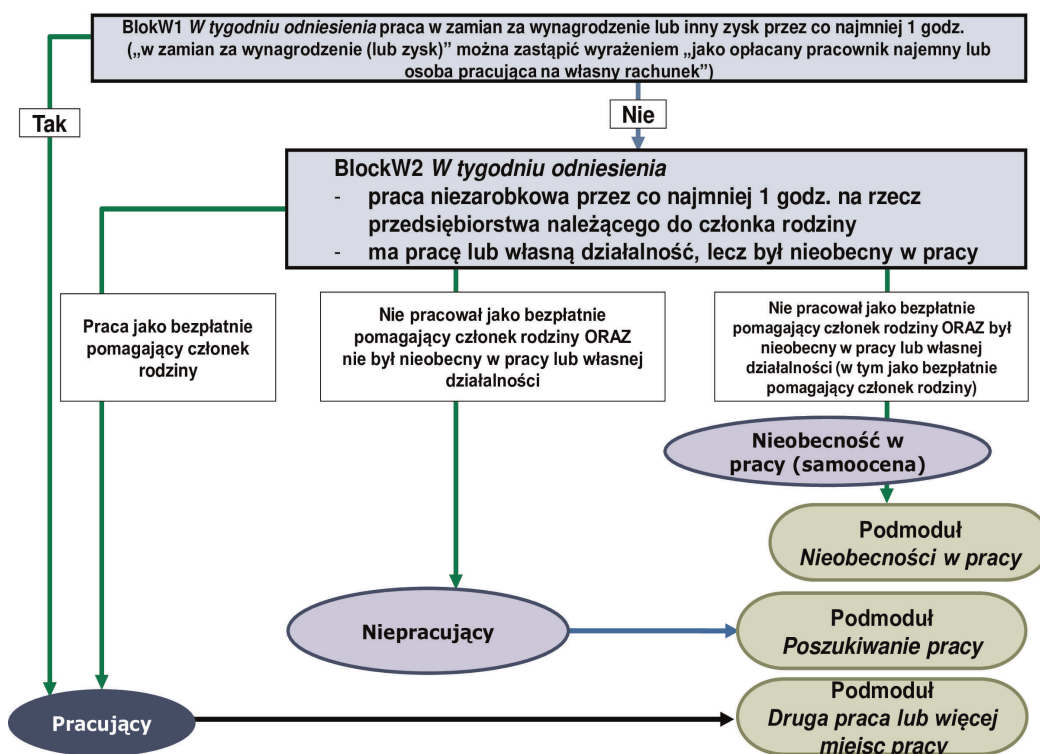 BlokW1 W tygodniu odniesienia praca w zamian za wynagrodzenie lub inny zysk przez co najmniej 1 godz.
(„w zamian za wynagrodzenie (lub zysk)” można zastąpić wyrażeniem „jako opłacany pracownik najemny lub
osoba pracująca na własny rachunek”)
Tak
Nie
BlockW2 W tygodniu odniesienia
- praca niezarobkowa przez co najmniej 1 godz. na rzecz
przedsiębiorstwa należącego do członka rodziny
- ma pracę lub własną działalność, lecz był nieobecny w pracy
Praca jako bezpłatnie
pomagający członek
rodziny
Nie pracował jako bezpłatnie
pomagający członek rodziny ORAZ
nie był nieobecny w pracy lub własnej
działalności
Nie pracował jako bezpłatnie
pomagający członek rodziny ORAZ był
nieobecny w pracy lub własnej
działalności (w tym jako bezpłatnie
pomagający członek rodziny)
Nieobecność w
pracy (samoocena)
Podmoduł
Nieobecności w pracy
Niepracujący
Podmoduł
Poszukiwanie pracy
Pracujący
Podmoduł
Druga praca lub więcej
miejsc pracy